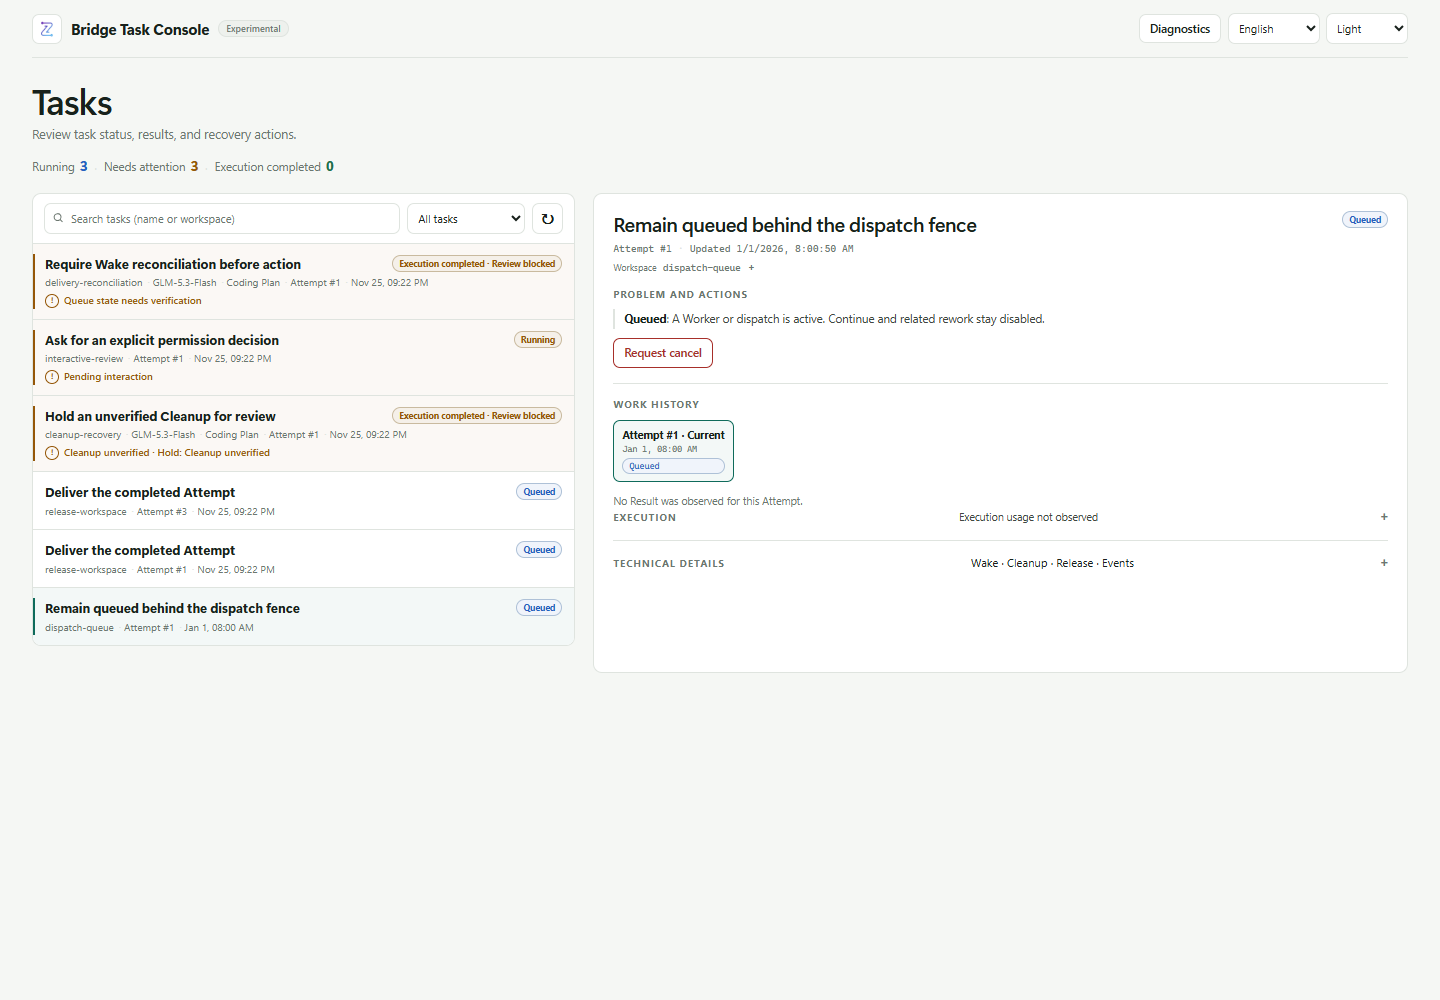 Bridge Task Console Experimental
Diagnostics English Light
Tasks
Review task status, results, and recovery actions.
Running 3 · Needs attention 3 · Execution completed 0
Search tasks (name or workspace) All tasks ↻
Require Wake reconciliation before action Execution completed · Review blocked
delivery-reconciliation · GLM-5.3-Flash · Coding Plan · Attempt #1 · Nov 25, 09:22 PM
! Queue state needs verification
Ask for an explicit permission decision Running
interactive-review · Attempt #1 · Nov 25, 09:22 PM
! Pending interaction
Hold an unverified Cleanup for review Execution completed · Review blocked
cleanup-recovery · GLM-5.3-Flash · Coding Plan · Attempt #1 · Nov 25, 09:22 PM
! Cleanup unverified · Hold: Cleanup unverified
Deliver the completed Attempt Queued
release-workspace · Attempt #3 · Nov 25, 09:22 PM
Deliver the completed Attempt Queued
release-workspace · Attempt #1 · Nov 25, 09:22 PM
Remain queued behind the dispatch fence Queued
dispatch-queue · Attempt #1 · Jan 1, 08:00 AM
Remain queued behind the dispatch fence Queued
Attempt #1 · Updated 1/1/2026, 8:00:50 AM
Workspace dispatch-queue +
PROBLEM AND ACTIONS
Queued: A Worker or dispatch is active. Continue and related rework stay disabled.
Request cancel
WORK HISTORY
Attempt #1 · Current
Jan 1, 08:00 AM
Queued
No Result was observed for this Attempt.
EXECUTION Execution usage not observed +
TECHNICAL DETAILS Wake · Cleanup · Release · Events +